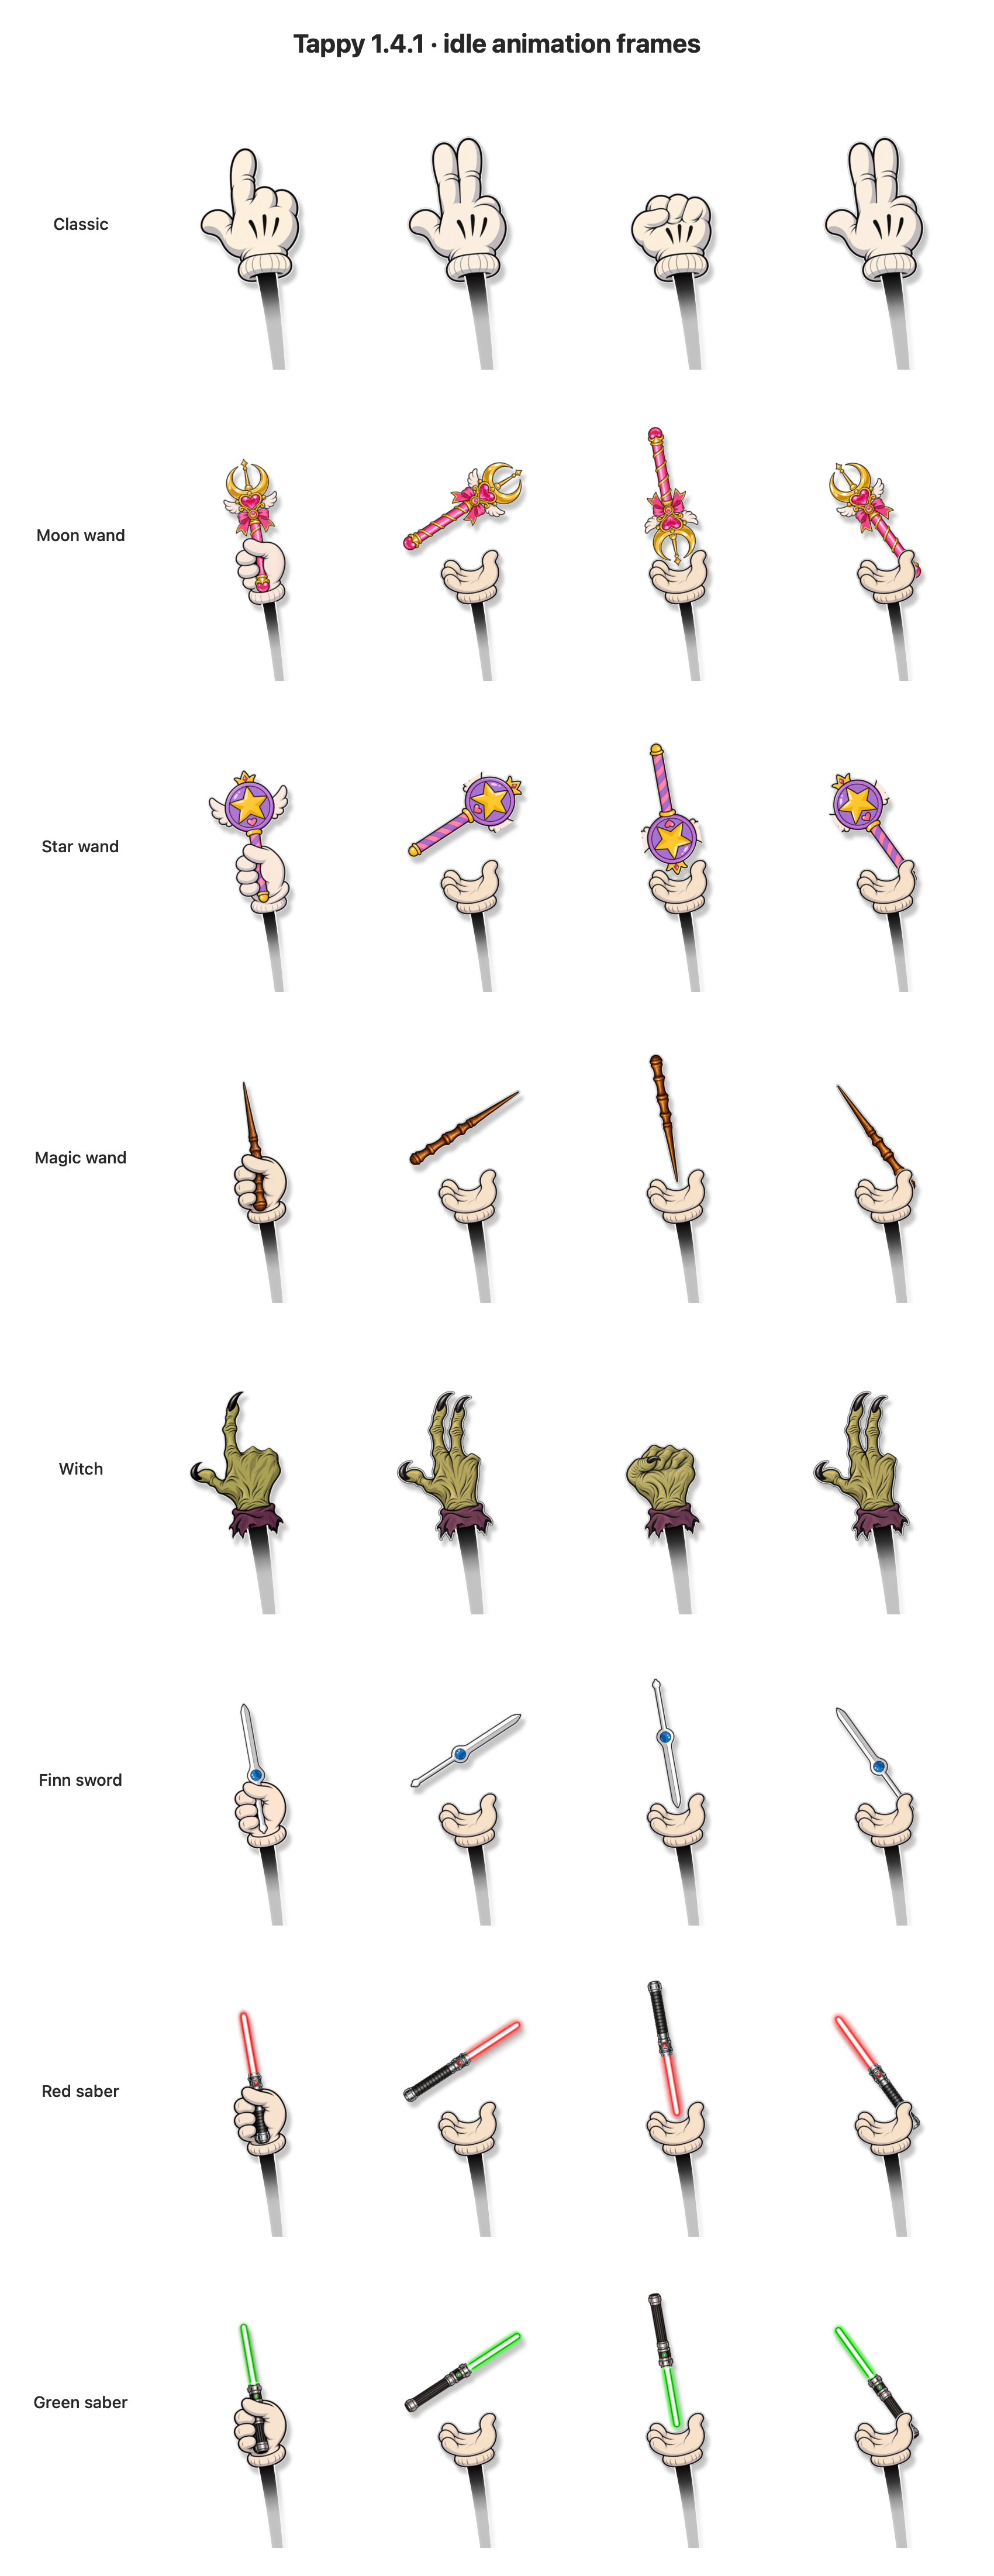 Tappy 1.4.1 · idle animation frames
Classic
Moon wand
Star wand
Magic wand
Witch
Finn sword
Red saber
Green saber